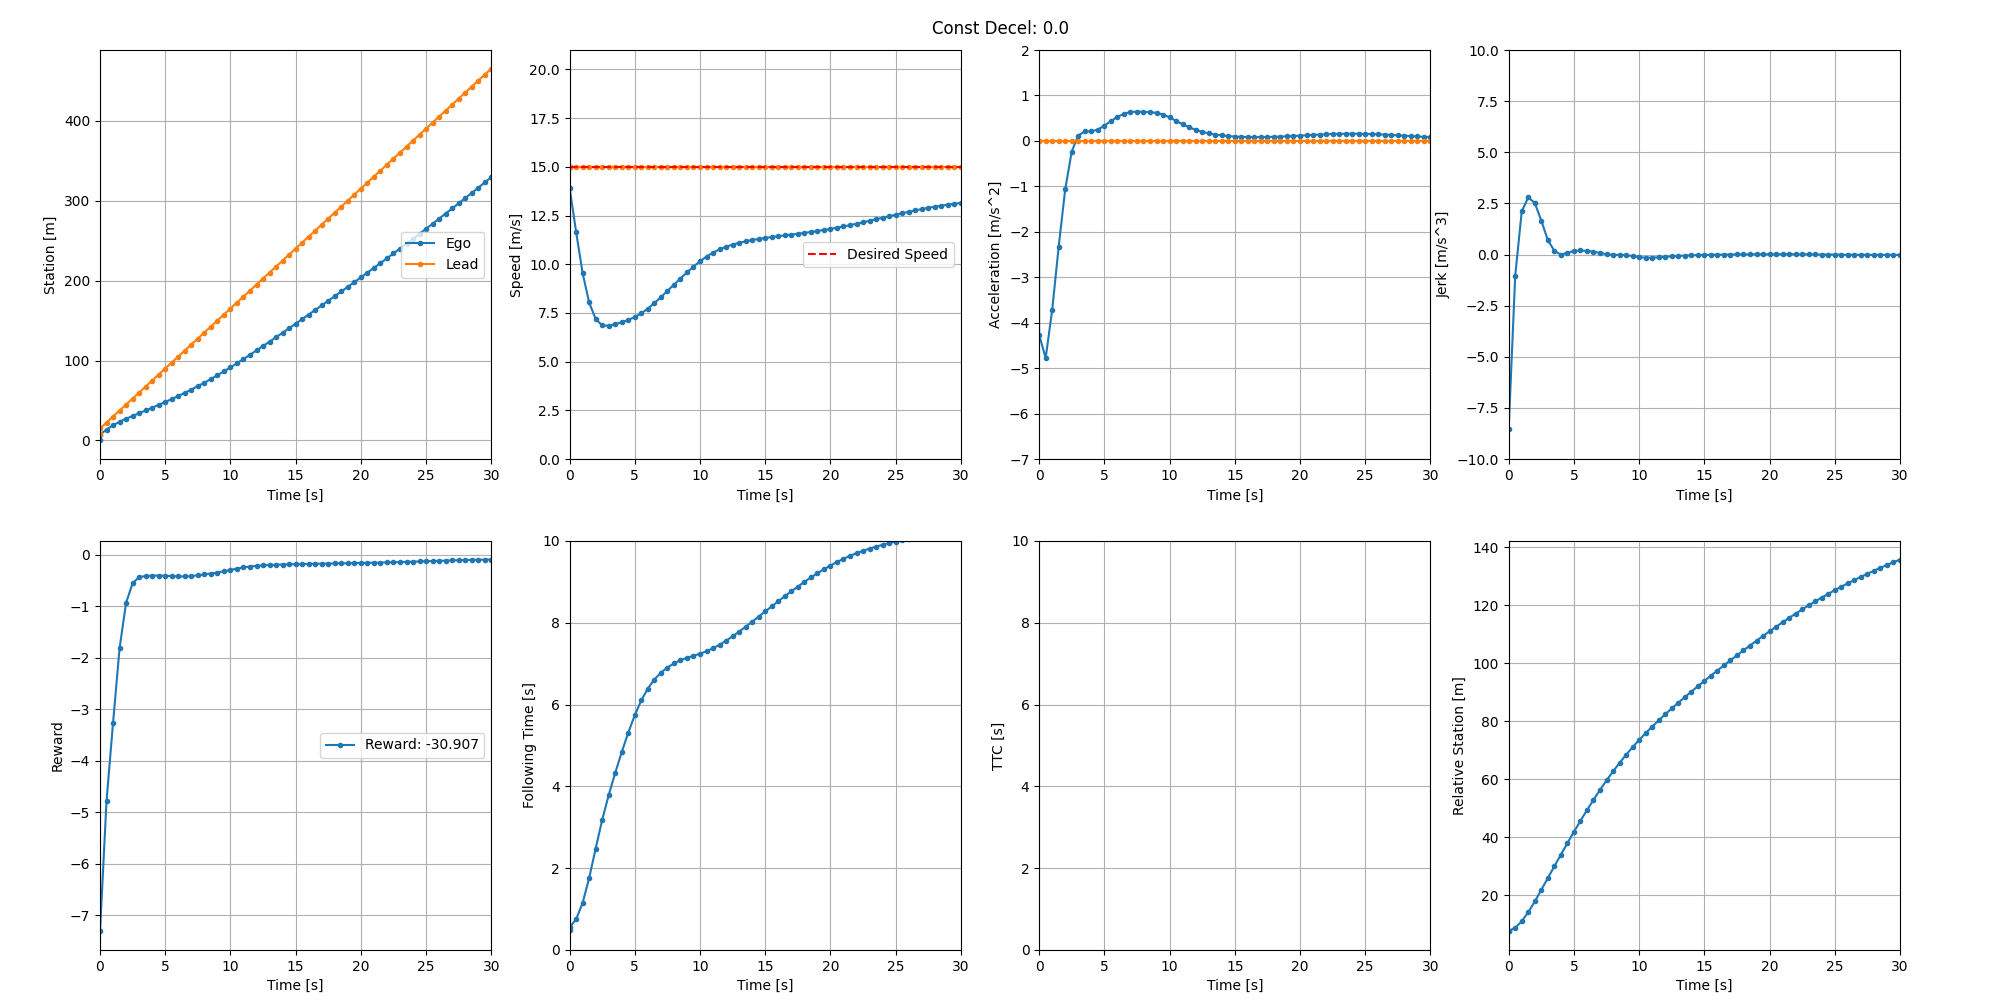 Const Decel: 0.0
Station [m]
400
300
200
100
0
Ego
Lead
0 5 10 15 20 25 30
Time [s]
Speed [m/s]
20.0
17.5
15.0
12.5
10.0
7.5
5.0
2.5
0.0
Desired Speed
0 5 10 15 20 25 30
Time [s]
Acceleration [m/s^2]
2
1
0
−1
−2
−3
−4
−5
−6
−7
0 5 10 15 20 25 30
Time [s]
Jerk [m/s^3]
10.0
7.5
5.0
2.5
0.0
−2.5
−5.0
−7.5
−10.0
0 5 10 15 20 25 30
Time [s]
Reward
0
−1
−2
−3
−4
−5
−6
−7
Reward: -30.907
0 5 10 15 20 25 30
Time [s]
Following Time [s]
10
8
6
4
2
0
0 5 10 15 20 25 30
Time [s]
TTC [s]
10
8
6
4
2
0
0 5 10 15 20 25 30
Time [s]
Relative Station [m]
140
120
100
80
60
40
20
0 5 10 15 20 25 30
Time [s]